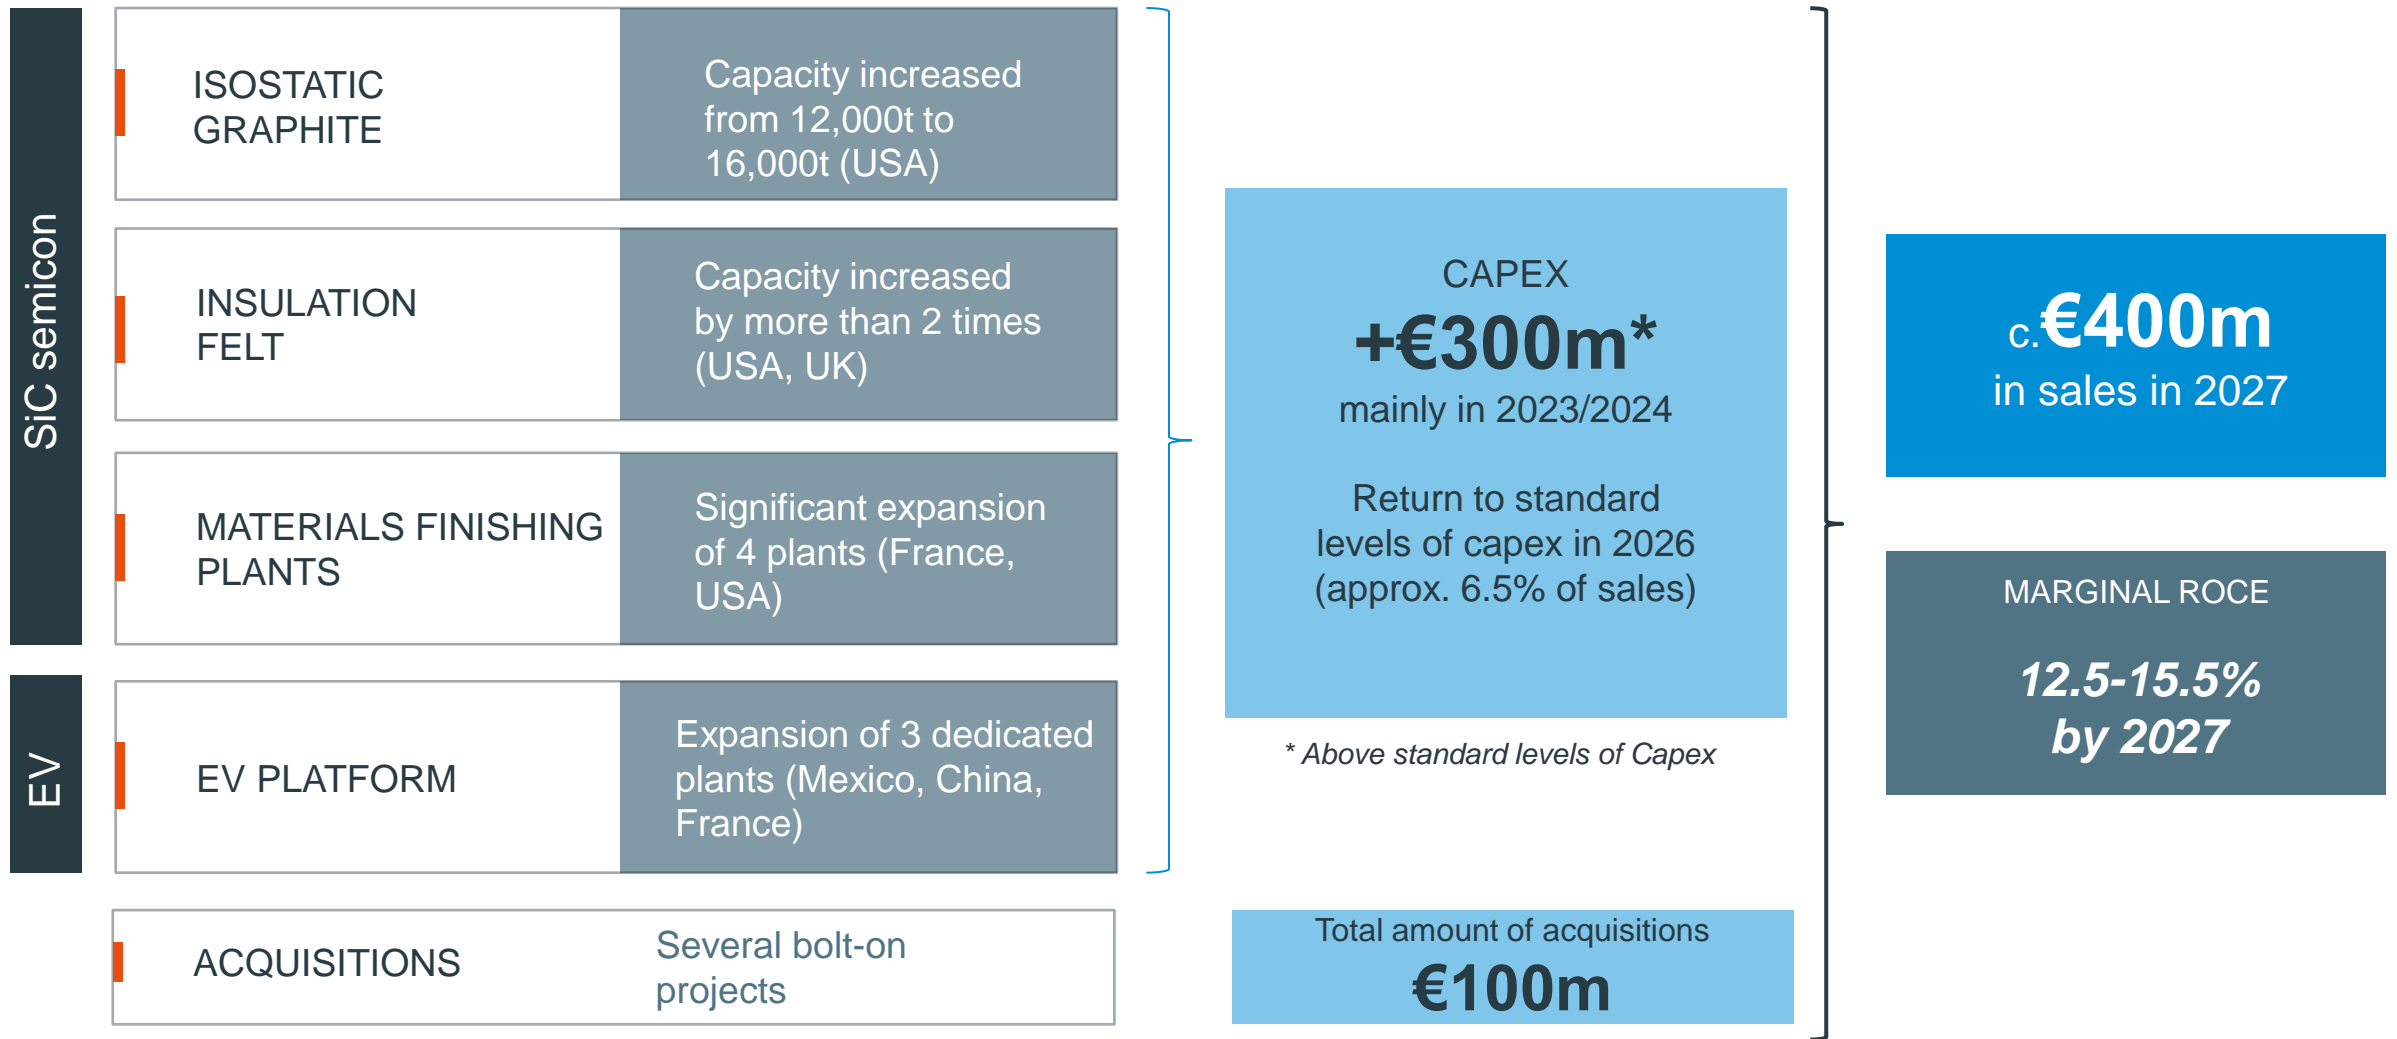 SiC semicon
ISOSTATIC
GRAPHITE
Capacity increased
from 12,000t to
16,000t (USA)
INSULATION
FELT
Capacity increased
by more than 2 times
(USA, UK)
MATERIALS FINISHING
PLANTS
Significant expansion
of 4 plants (France,
USA)
EV
EV PLATFORM
Expansion of 3 dedicated
plants (Mexico, China,
France)
ACQUISITIONS
Several bolt-on
projects
CAPEX
+€300m*
mainly in 2023/2024
Return to standard
levels of capex in 2026
(approx. 6.5% of sales)
* Above standard levels of Capex
Total amount of acquisitions
€100m
c.€400m
in sales in 2027
MARGINAL ROCE
12.5-15.5%
by 2027